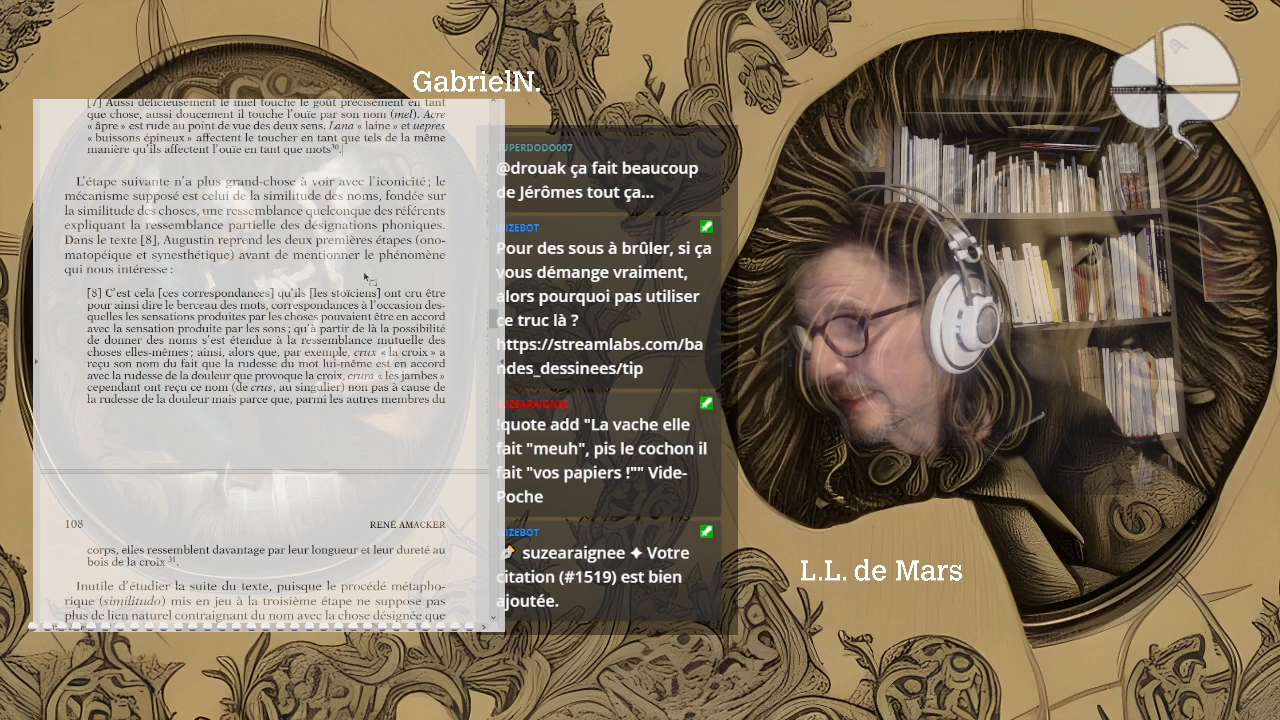 GabrielN.
[7] Aussi délicieusement le miel touche le goût précisément en tant
que chose, aussi doucement il touche l'ouïe par son nom (mel). Acre
« âpre » est rude au point de vue des deux sens. Lana « laine » et uepres
« buissons épineux » affectent le toucher en tant que tels de la même
manière qu'ils affectent l'ouïe en tant que mots³⁰.
L'étape suivante n'a plus grand-chose à voir avec l'iconicité ; le
mécanisme supposé est celui de la similitude des noms, fondée sur
la similitude des choses, une ressemblance quelconque des référents
expliquant la ressemblance partielle des désignations phoniques.
Dans le texte [8], Augustin reprend les deux premières étapes (ono-
matopéique et synesthétique) avant de mentionner le phénomène
qui nous intéresse :
[8] C'est cela [ces correspondances] qu'ils [les stoïciens] ont cru être
pour ainsi dire le berceau des mots, correspondances à l'occasion des-
quelles les sensations produites par les choses pouvaient être en accord
avec la sensation produite par les sons ; qu'à partir de là la possibilité
de donner des noms s'est étendue à la ressemblance mutuelle des
choses elles-mêmes ; ainsi, alors que, par exemple, crux « la croix » a
reçu son nom du fait que la rudesse du mot lui-même est en accord
avec la rudesse de la douleur que provoque la croix, crura « les jambes »
cependant ont reçu ce nom (de crus, au singulier) non pas à cause de
la rudesse de la douleur mais parce que, parmi les autres membres du
108 RENÉ AMACKER
corps, elles ressemblent davantage par leur longueur et leur dureté au
bois de la croix ³¹.
Inutile d'étudier la suite du texte, puisque le procédé métapho-
rique (similitudo) mis en jeu à la troisième étape ne suppose pas
plus de lien naturel contraignant du nom avec la chose désignée que
SUPERDODO007
@drouak ça fait beaucoup
de Jérômes tout ça...
WIZEBOT
Pour des sous à brûler, si ça
vous démange vraiment,
alors pourquoi pas utiliser
ce truc là ?
https://streamlabs.com/ba
ndes_dessinees/tip
SUZEARAIGNEE
!quote add "La vache elle
fait "meuh", pis le cochon il
fait "vos papiers !"" Vide-
Poche
WIZEBOT
suzearaignee ✦ Votre
citation (#1519) est bien
ajoutée.
L.L. de Mars